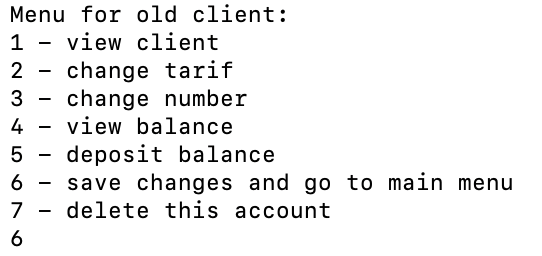 Menu for old client:
1 – view client
2 – change tarif
3 – change number
4 – view balance
5 – deposit balance
6 – save changes and go to main menu
7 – delete this account
6